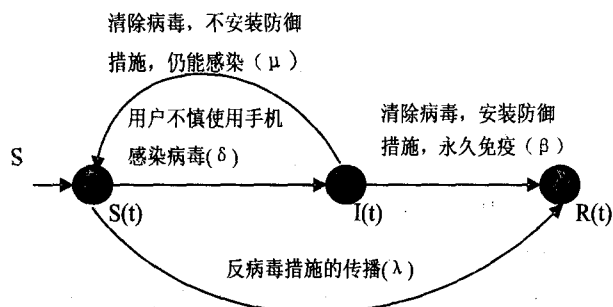 清除病毒，不安装防御
措施，仍能感染（μ）
用户不慎使用手机
感染病毒(δ)
清除病毒，安装防御
措施，永久免疫（β）
S
S(t)
I(t)
R(t)
反病毒措施的传播(λ)